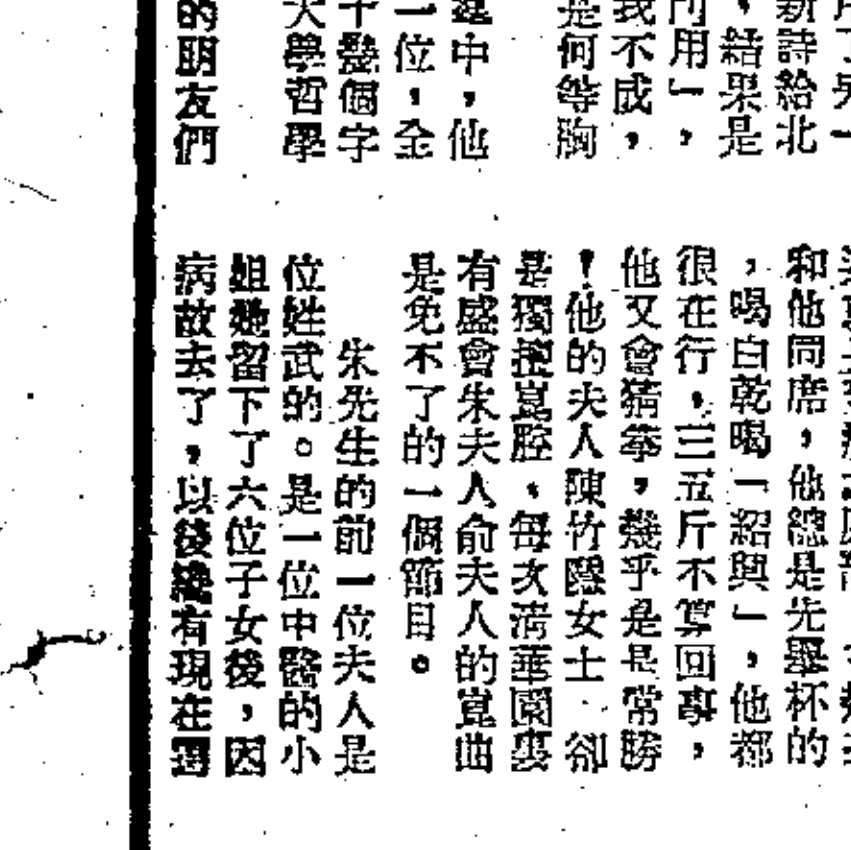 新詩給北
，結果是
刊用」，
我不成，
是何等胸
中，他
一位，全
十整個字
大學哲學
的朋友們
和他同席，他總是先舉杯的
，喝白乾喝「紹興」，他都
很在行，三五斤不算回事，
他又會猜拳，幾乎是是常勝
！他的夫人陳竹隱女士 卻
是獨擅崑腔，每次清華園裏
有盛會朱夫人俞夫人的崑曲
是免不了的一個節目。
朱先生的前一位夫人是
位姓武的。是一位中醫的小
姐她留下了六位子女後，因
病故去了，以後纔有現在這